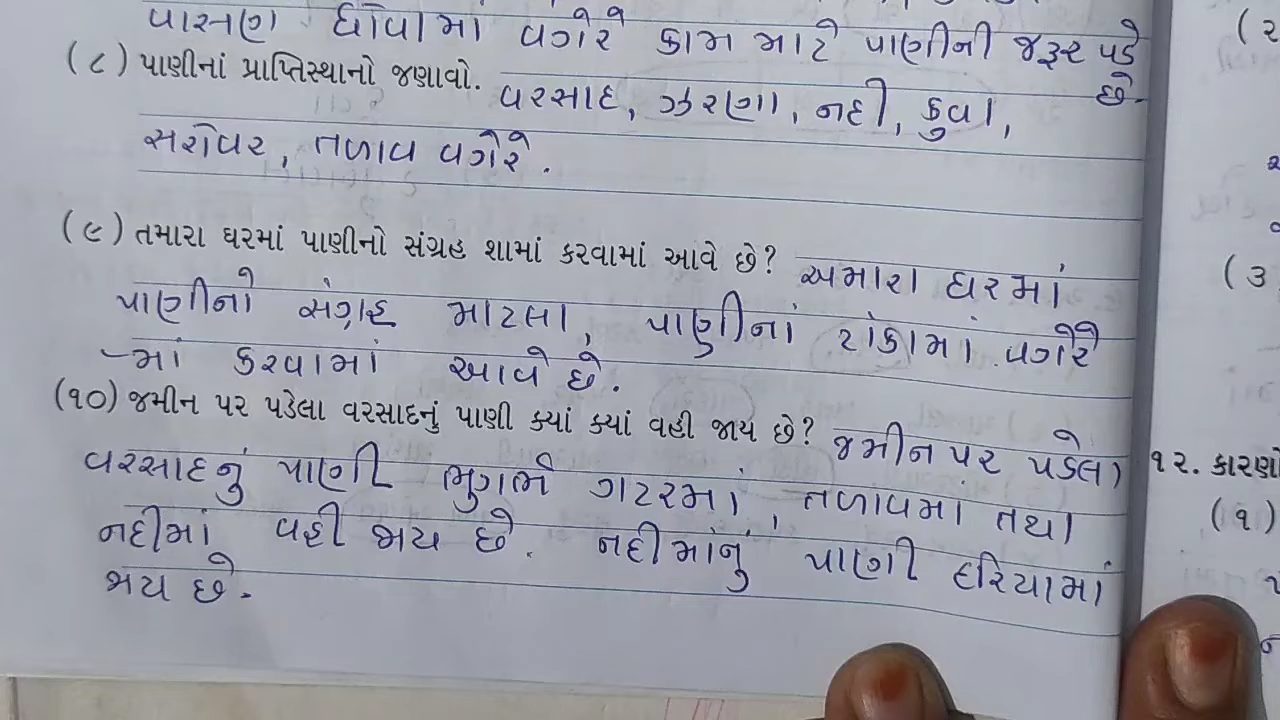 વાસણ ધોવામાં વગેરે કામ માટે પાણીની જરૂર પડે છે.
(૮) પાણીનાં પ્રાપ્તિસ્થાનો જણાવો. વરસાદ, ઝરણા, નદી, કુવા,
સરોવર, તળાવ વગેરે.
(૯) તમારા ઘરમાં પાણીનો સંગ્રહ શામાં કરવામાં આવે છે? અમારા ઘરમાં
પાણીનો સંગ્રહ માટલા, પાણીનાં ટાંકામાં વગેરે
-માં કરવામાં આવે છે.
(૧૦) જમીન પર પડેલા વરસાદનું પાણી ક્યાં ક્યાં વહી જાય છે? જમીન પર પડેલા
વરસાદનું પાણી ભુગર્ભ ગટરમાં, તળાવમાં તથા
નદીમાં વહી જાય છે. નદીમાંનું પાણી દરિયામાં
જાય છે.
(૨
(૩
૧૨. કારણો
(૧)